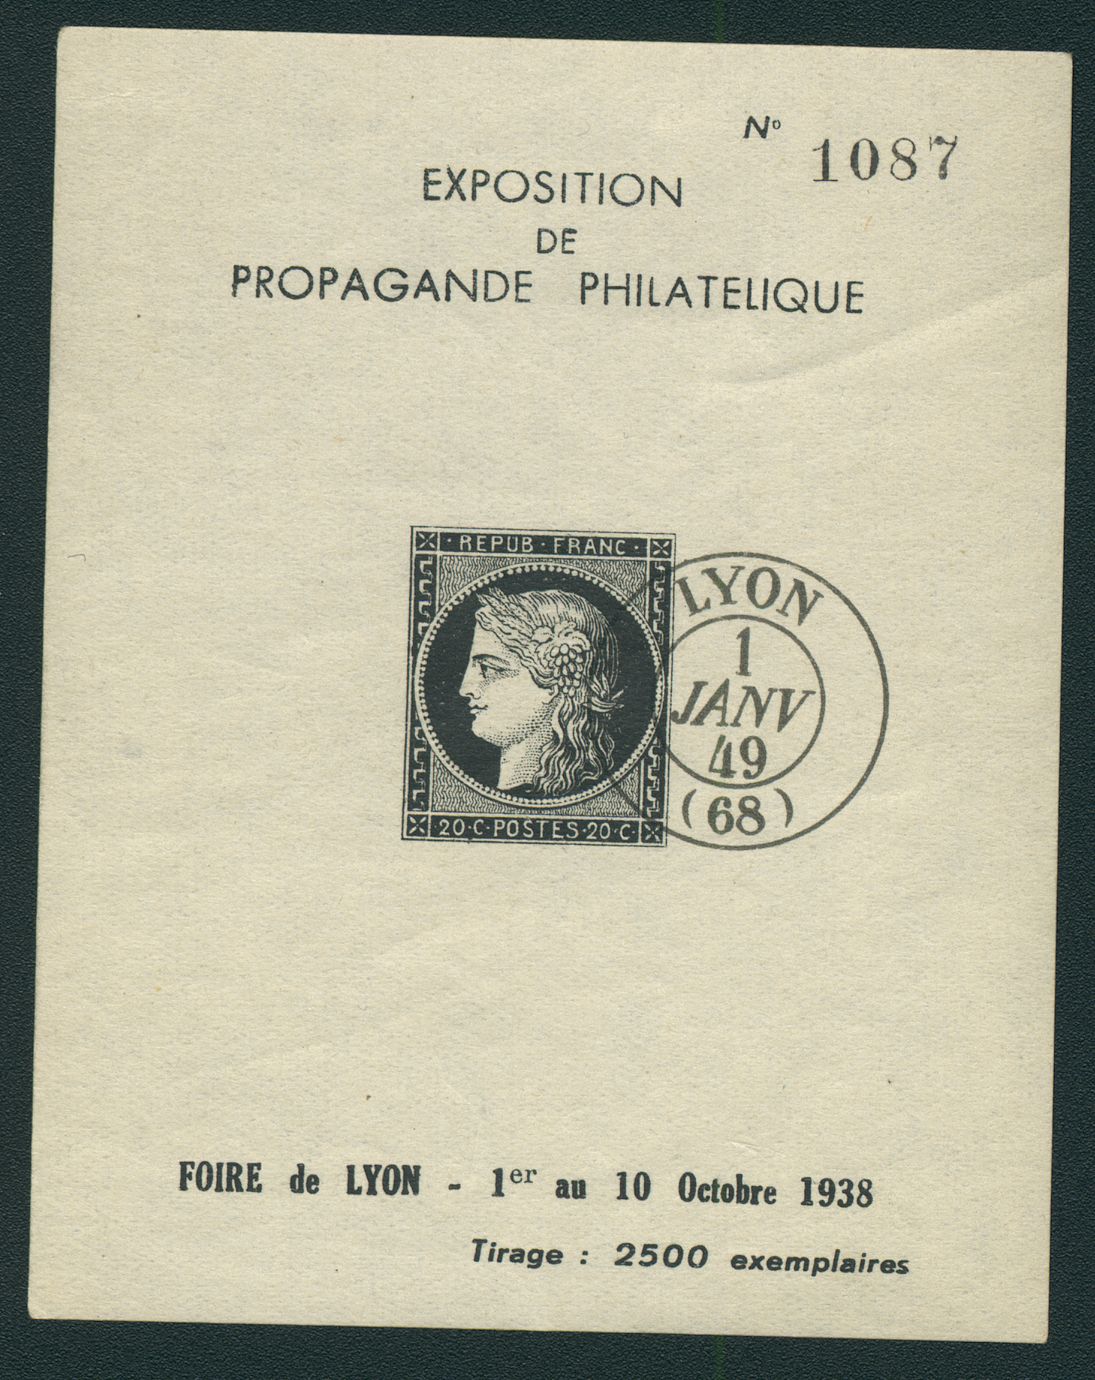 Nº 1087
EXPOSITION
DE
PROPAGANDE PHILATELIQUE
· REPUB · FRANC ·
LYON
1
JANV
49
(68)
20·C·POSTES·20·C
FOIRE de LYON - 1er au 10 Octobre 1938
Tirage : 2500 exemplaires